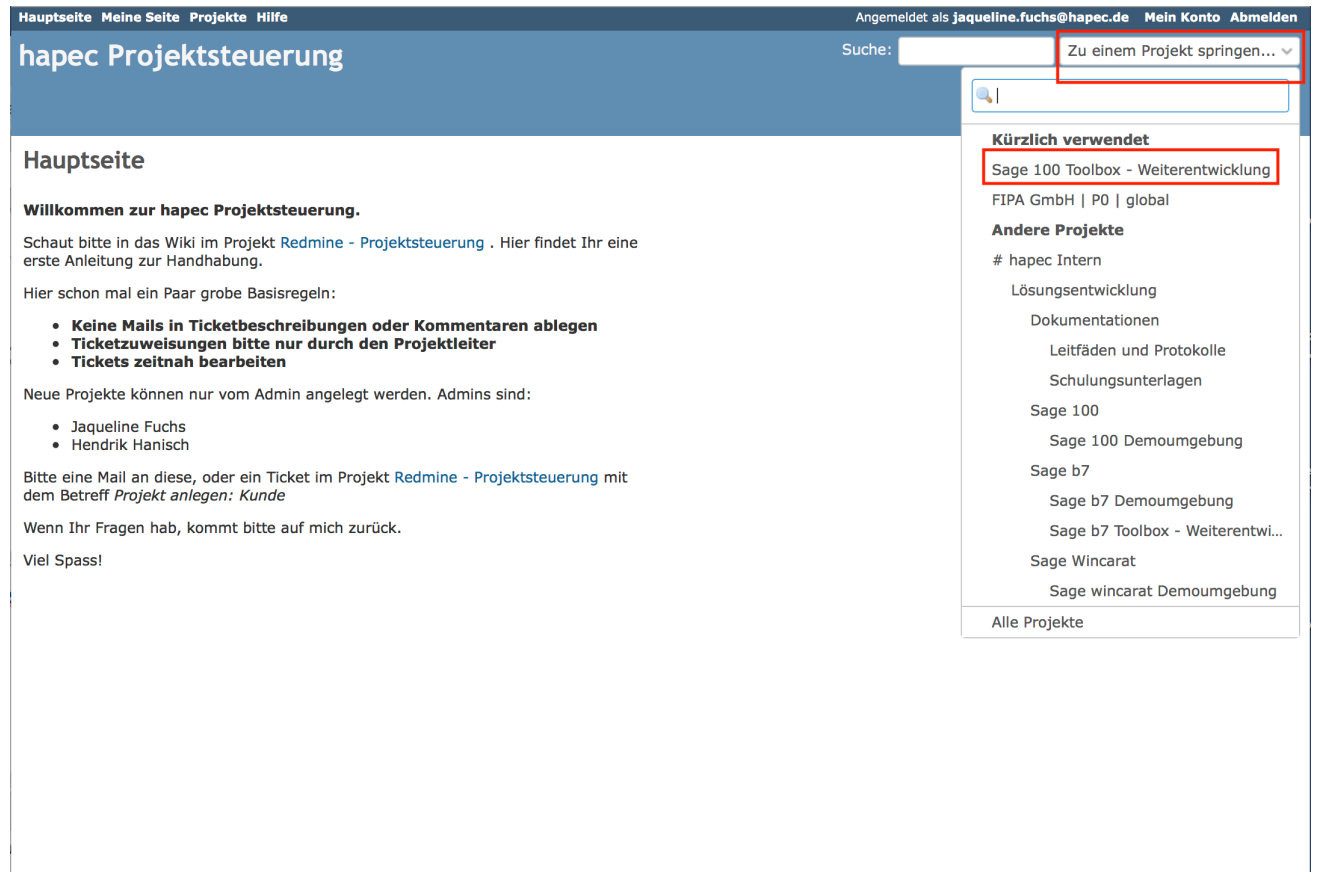 Hauptseite Meine Seite Projekte Hilfe
Angemeldet als jaqueline.fuchs@hapec.de Mein Konto Abmelden
hapec Projektsteuerung
Suche:
Zu einem Projekt springen...
Kürzlich verwendet
Sage 100 Toolbox - Weiterentwicklung
FIPA GmbH | P0 | global
Andere Projekte
# hapec Intern
Lösungsentwicklung
Dokumentationen
Leitfäden und Protokolle
Schulungsunterlagen
Sage 100
Sage 100 Demoumgebung
Sage b7
Sage b7 Demoumgebung
Sage b7 Toolbox - Weiterentwi...
Sage Wincarat
Sage wincarat Demoumgebung
Alle Projekte
Hauptseite
Willkommen zur hapec Projektsteuerung.
Schaut bitte in das Wiki im Projekt Redmine - Projektsteuerung . Hier findet Ihr eine
erste Anleitung zur Handhabung.
Hier schon mal ein Paar grobe Basisregeln:
• Keine Mails in Ticketbeschreibungen oder Kommentaren ablegen
• Ticketzuweisungen bitte nur durch den Projektleiter
• Tickets zeitnah bearbeiten
Neue Projekte können nur vom Admin angelegt werden. Admins sind:
• Jaqueline Fuchs
• Hendrik Hanisch
Bitte eine Mail an diese, oder ein Ticket im Projekt Redmine - Projektsteuerung mit
dem Betreff Projekt anlegen: Kunde
Wenn Ihr Fragen hab, kommt bitte auf mich zurück.
Viel Spass!